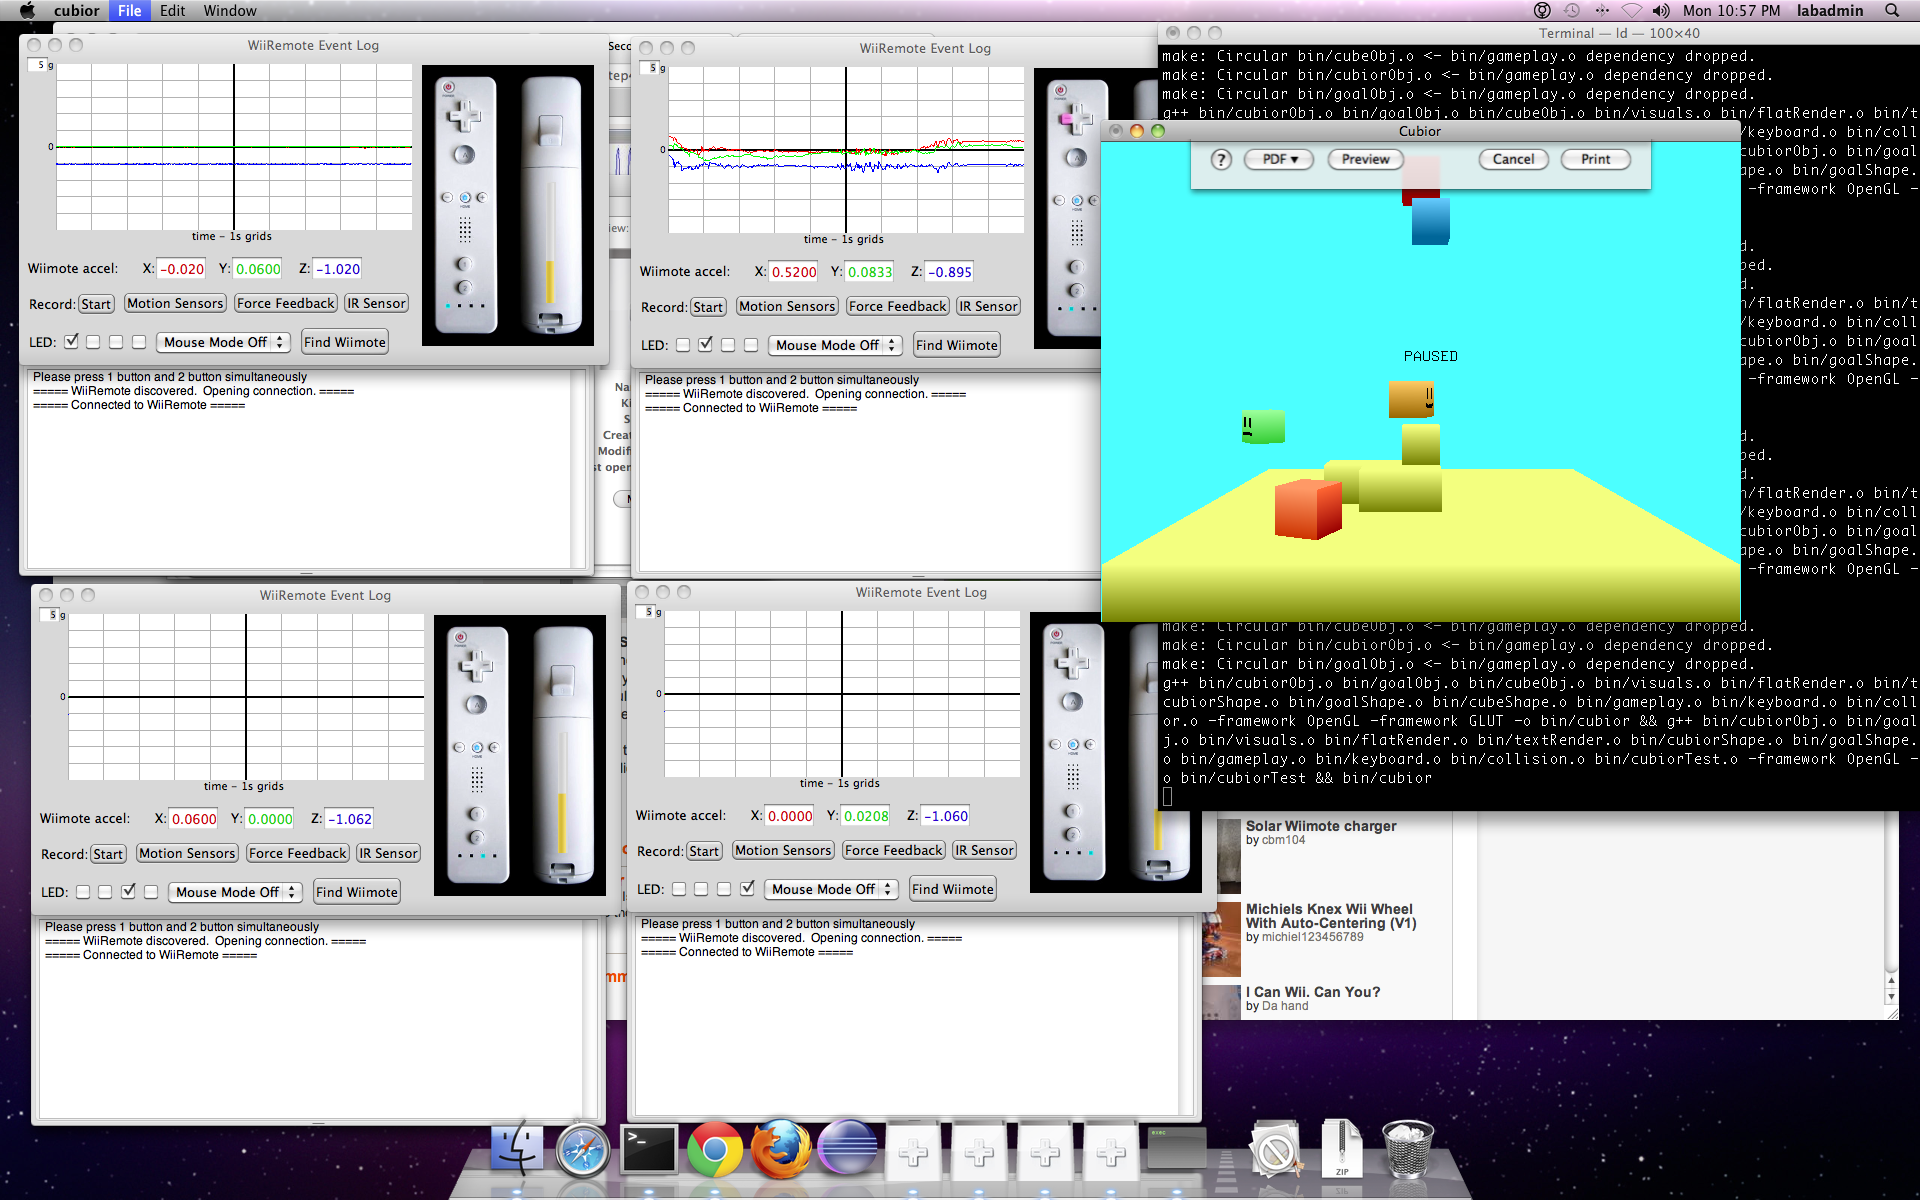 cubior File Edit Window
Mon 10:57 PM labadmin
WiiRemote Event Log
5 g
0
time - 1s grids
Wiimote accel: X: -0.020 Y: 0.0600 Z: -1.020
Record: Start Motion Sensors Force Feedback IR Sensor
LED: Mouse Mode Off Find Wiimote
Please press 1 button and 2 button simultaneously
===== WiiRemote discovered. Opening connection. =====
===== Connected to WiiRemote =====
WiiRemote Event Log
5 g
0
time - 1s grids
Wiimote accel: X: 0.5200 Y: 0.0833 Z: -0.895
Record: Start Motion Sensors Force Feedback IR Sensor
LED: Mouse Mode Off Find Wiimote
Please press 1 button and 2 button simultaneously
===== WiiRemote discovered. Opening connection. =====
===== Connected to WiiRemote =====
Terminal — ld — 100×40
make: Circular bin/cubeObj.o <- bin/gameplay.o dependency dropped.
make: Circular bin/cubiorObj.o <- bin/gameplay.o dependency dropped.
make: Circular bin/goalObj.o <- bin/gameplay.o dependency dropped.
g++ bin/cubiorObj.o bin/goalObj.o bin/cubeObj.o bin/visuals.o bin/flatRender.o bin/t
/keyboard.o bin/coll
cubiorObj.o bin/goal
ape.o bin/goalShape.
-framework OpenGL -
Cubior
? PDF ▾ Preview Cancel Print
PAUSED
n/flatRender.o bin/t
/keyboard.o bin/coll
cubiorObj.o bin/goal
ape.o bin/goalShape.
-framework OpenGL -
n/flatRender.o bin/t
/keyboard.o bin/coll
cubiorObj.o bin/goal
ape.o bin/goalShape.
-framework OpenGL -
make: Circular bin/cubeObj.o <- bin/gameplay.o dependency dropped.
make: Circular bin/cubiorObj.o <- bin/gameplay.o dependency dropped.
make: Circular bin/goalObj.o <- bin/gameplay.o dependency dropped.
g++ bin/cubiorObj.o bin/goalObj.o bin/cubeObj.o bin/visuals.o bin/flatRender.o bin/t
cubiorShape.o bin/goalShape.o bin/cubeShape.o bin/gameplay.o bin/keyboard.o bin/coll
or.o -framework OpenGL -framework GLUT -o bin/cubior && g++ bin/cubiorObj.o bin/goal
j.o bin/visuals.o bin/flatRender.o bin/textRender.o bin/cubiorShape.o bin/goalShape.
o bin/gameplay.o bin/keyboard.o bin/collision.o bin/cubiorTest.o -framework OpenGL -
o bin/cubiorTest && bin/cubior
WiiRemote Event Log
5 g
0
time - 1s grids
Wiimote accel: X: 0.0600 Y: 0.0000 Z: -1.062
Record: Start Motion Sensors Force Feedback IR Sensor
LED: Mouse Mode Off Find Wiimote
Please press 1 button and 2 button simultaneously
===== WiiRemote discovered. Opening connection. =====
===== Connected to WiiRemote =====
WiiRemote Event Log
5 g
0
time - 1s grids
Wiimote accel: X: 0.0000 Y: 0.0208 Z: -1.060
Record: Start Motion Sensors Force Feedback IR Sensor
LED: Mouse Mode Off Find Wiimote
Please press 1 button and 2 button simultaneously
===== WiiRemote discovered. Opening connection. =====
===== Connected to WiiRemote =====
Solar Wiimote charger
by cbm104
Michiels Knex Wii Wheel
With Auto-Centering (V1)
by michiel123456789
I Can Wii. Can You?
by Da hand
exec
ZIP